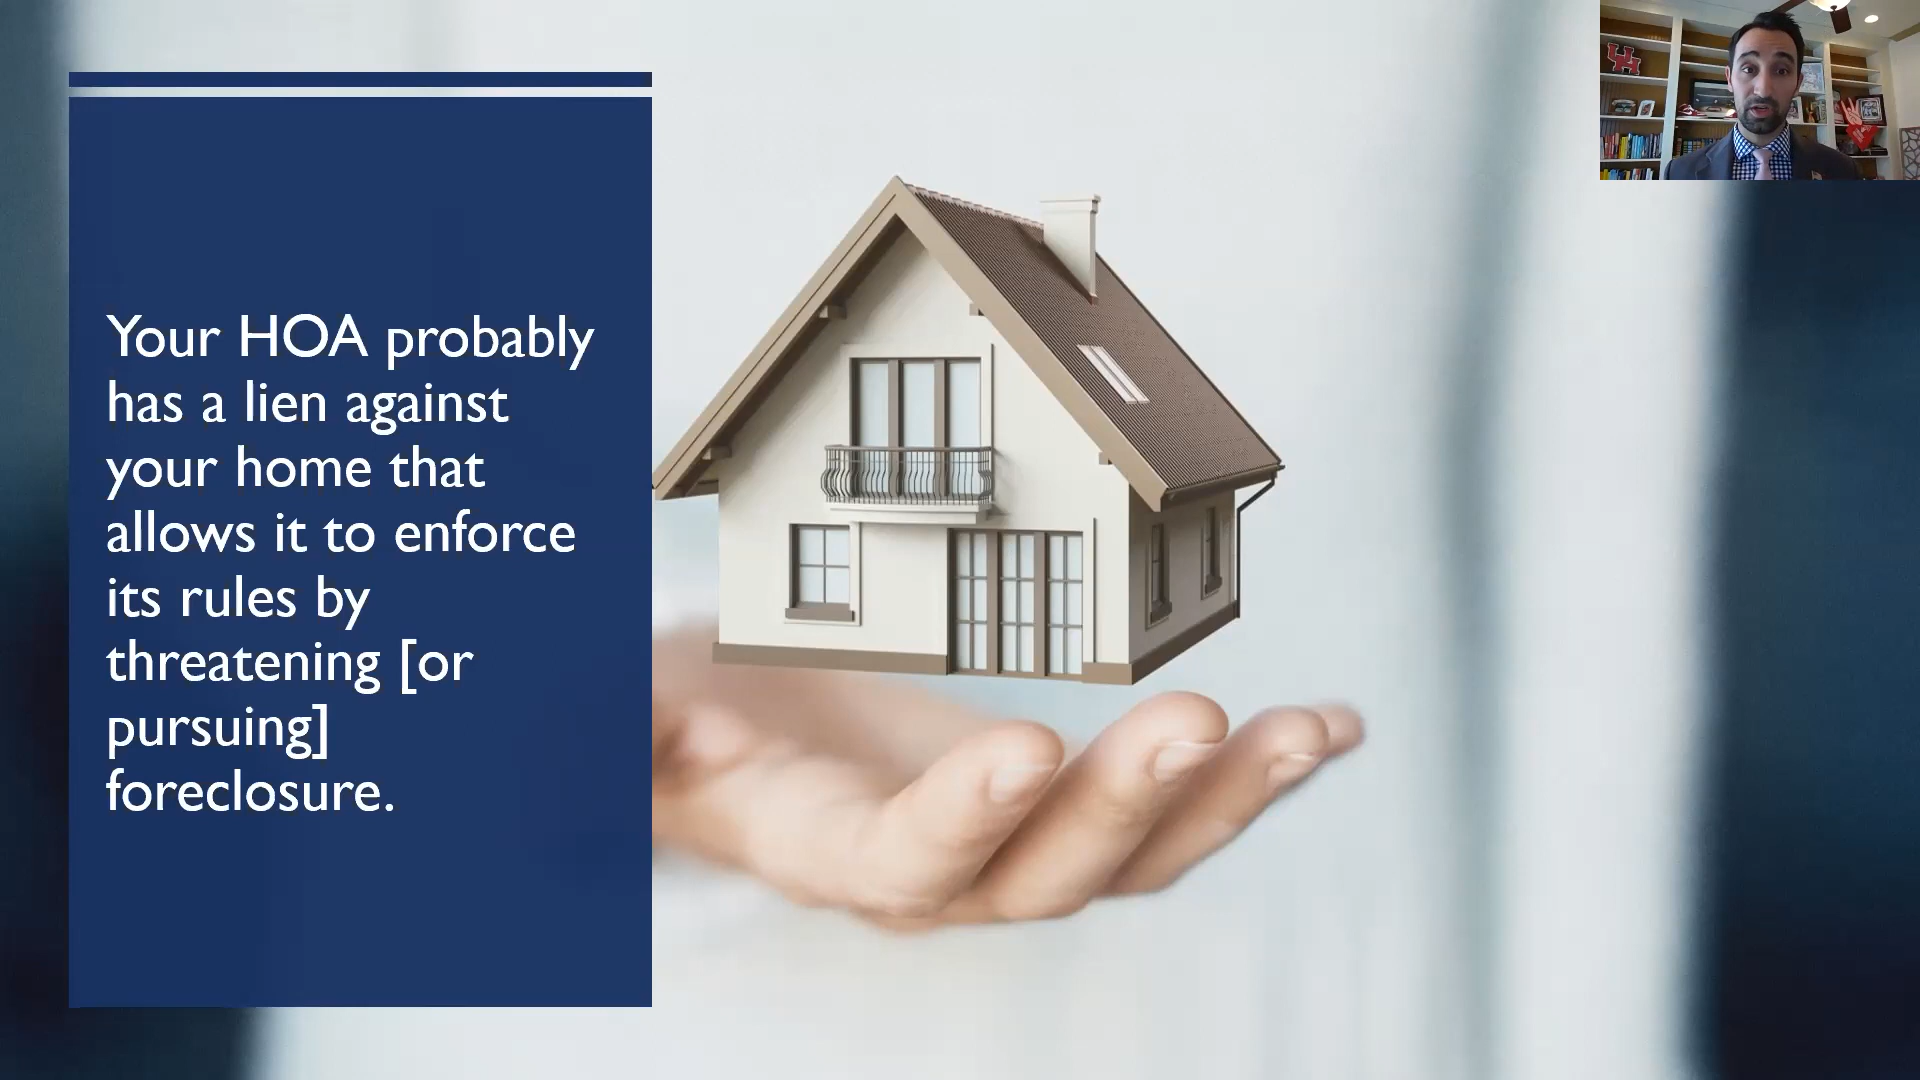 Your HOA probably
has a lien against
your home that
allows it to enforce
its rules by
threatening [or
pursuing]
foreclosure.